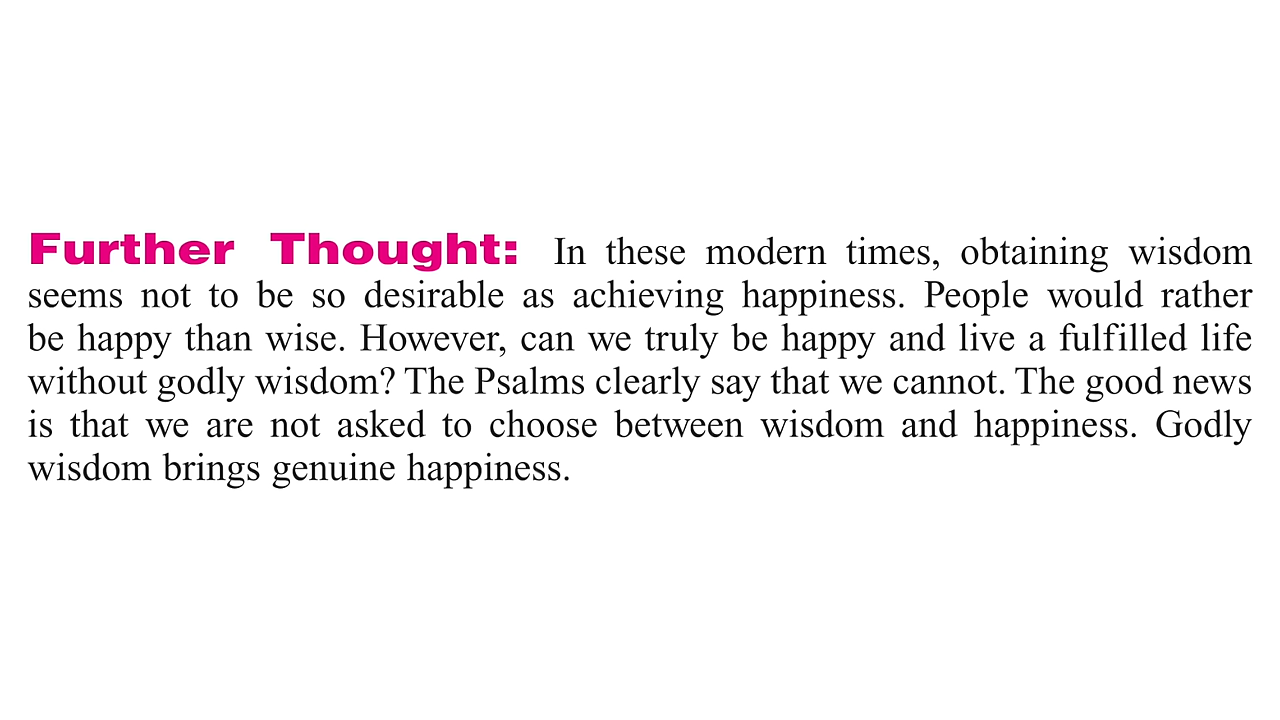 Further Thought: In these modern times, obtaining wisdom
seems not to be so desirable as achieving happiness. People would rather
be happy than wise. However, can we truly be happy and live a fulfilled life
without godly wisdom? The Psalms clearly say that we cannot. The good news
is that we are not asked to choose between wisdom and happiness. Godly
wisdom brings genuine happiness.